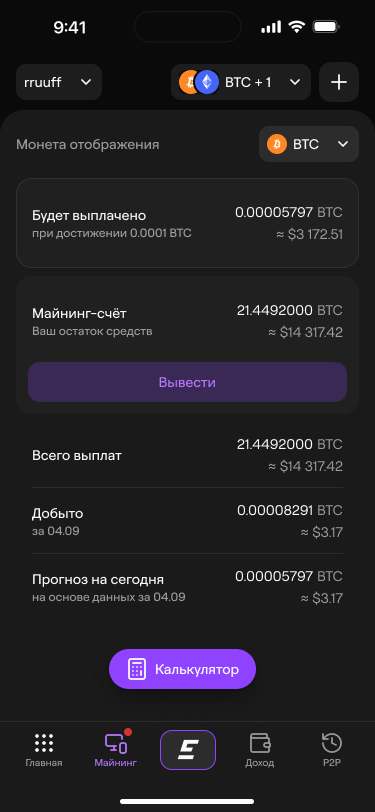 9:41
rruuff
BTC + 1
Монета отображения
BTC
Будет выплачено
0.00005797 BTC
при достижении 0.0001 BTC
≈ $3 172.51
Майнинг-счёт
21.4492000 BTC
Ваш остаток средств
≈ $14 317.42
Вывести
Всего выплат
21.4492000 BTC
≈ $14 317.42
Добыто
0.00008291 BTC
за 04.09
≈ $3.17
Прогноз на сегодня
0.00005797 BTC
на основе данных за 04.09
≈ $3.17
Калькулятор
Главная
Майнинг
Доход
P2P